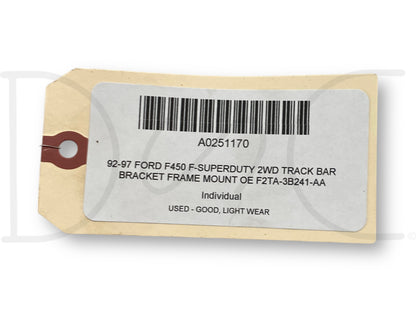 A0251170
92-97 FORD F450 F-SUPERDUTY 2WD TRACK BAR
BRACKET FRAME MOUNT OE F2TA-3B241-AA
Individual
USED - GOOD, LIGHT WEAR